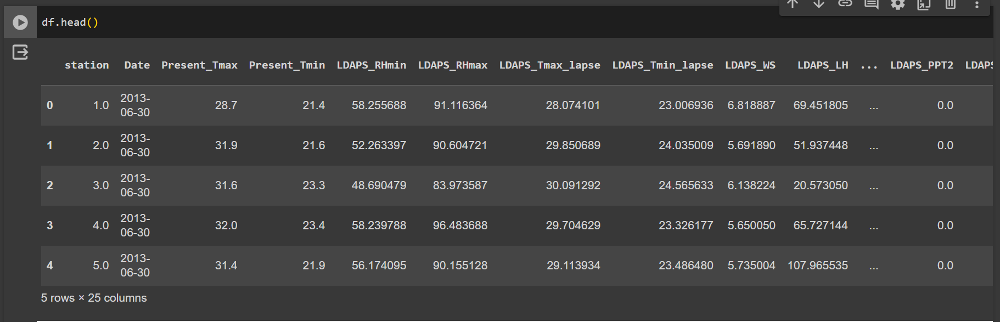 df.head()
station Date Present_Tmax Present_Tmin LDAPS_RHmin LDAPS_RHmax LDAPS_Tmax_lapse LDAPS_Tmin_lapse LDAPS_WS LDAPS_LH ... LDAPS_PPT2
0 1.0 2013-06-30 28.7 21.4 58.255688 91.116364 28.074101 23.006936 6.818887 69.451805 ... 0.0
1 2.0 2013-06-30 31.9 21.6 52.263397 90.604721 29.850689 24.035009 5.691890 51.937448 ... 0.0
2 3.0 2013-06-30 31.6 23.3 48.690479 83.973587 30.091292 24.565633 6.138224 20.573050 ... 0.0
3 4.0 2013-06-30 32.0 23.4 58.239788 96.483688 29.704629 23.326177 5.650050 65.727144 ... 0.0
4 5.0 2013-06-30 31.4 21.9 56.174095 90.155128 29.113934 23.486480 5.735004 107.965535 ... 0.0
5 rows × 25 columns